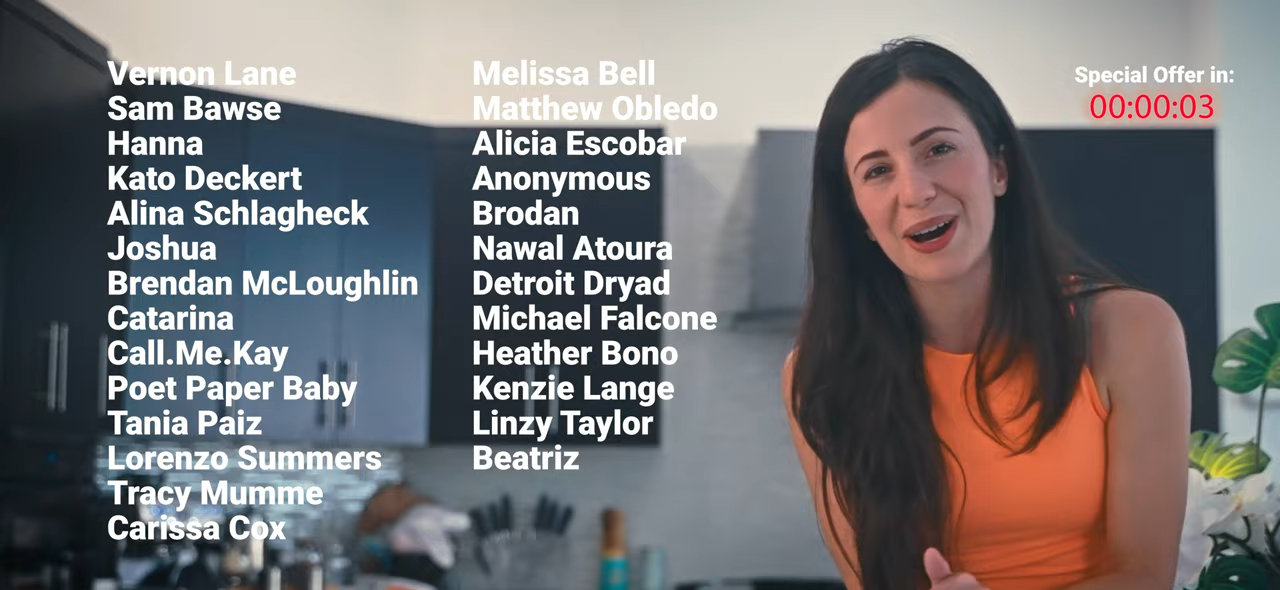 Vernon Lane
Sam Bawse
Hanna
Kato Deckert
Alina Schlagheck
Joshua
Brendan McLoughlin
Catarina
Call.Me.Kay
Poet Paper Baby
Tania Paiz
Lorenzo Summers
Tracy Mumme
Carissa Cox
Melissa Bell
Matthew Obledo
Alicia Escobar
Anonymous
Brodan
Nawal Atoura
Detroit Dryad
Michael Falcone
Heather Bono
Kenzie Lange
Linzy Taylor
Beatriz
Special Offer in:
00:00:03